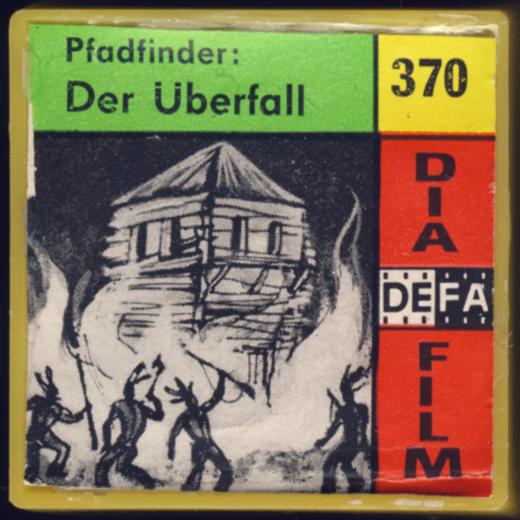 Pfadfinder:
Der Überfall
370
DIA
DEFA
FILM